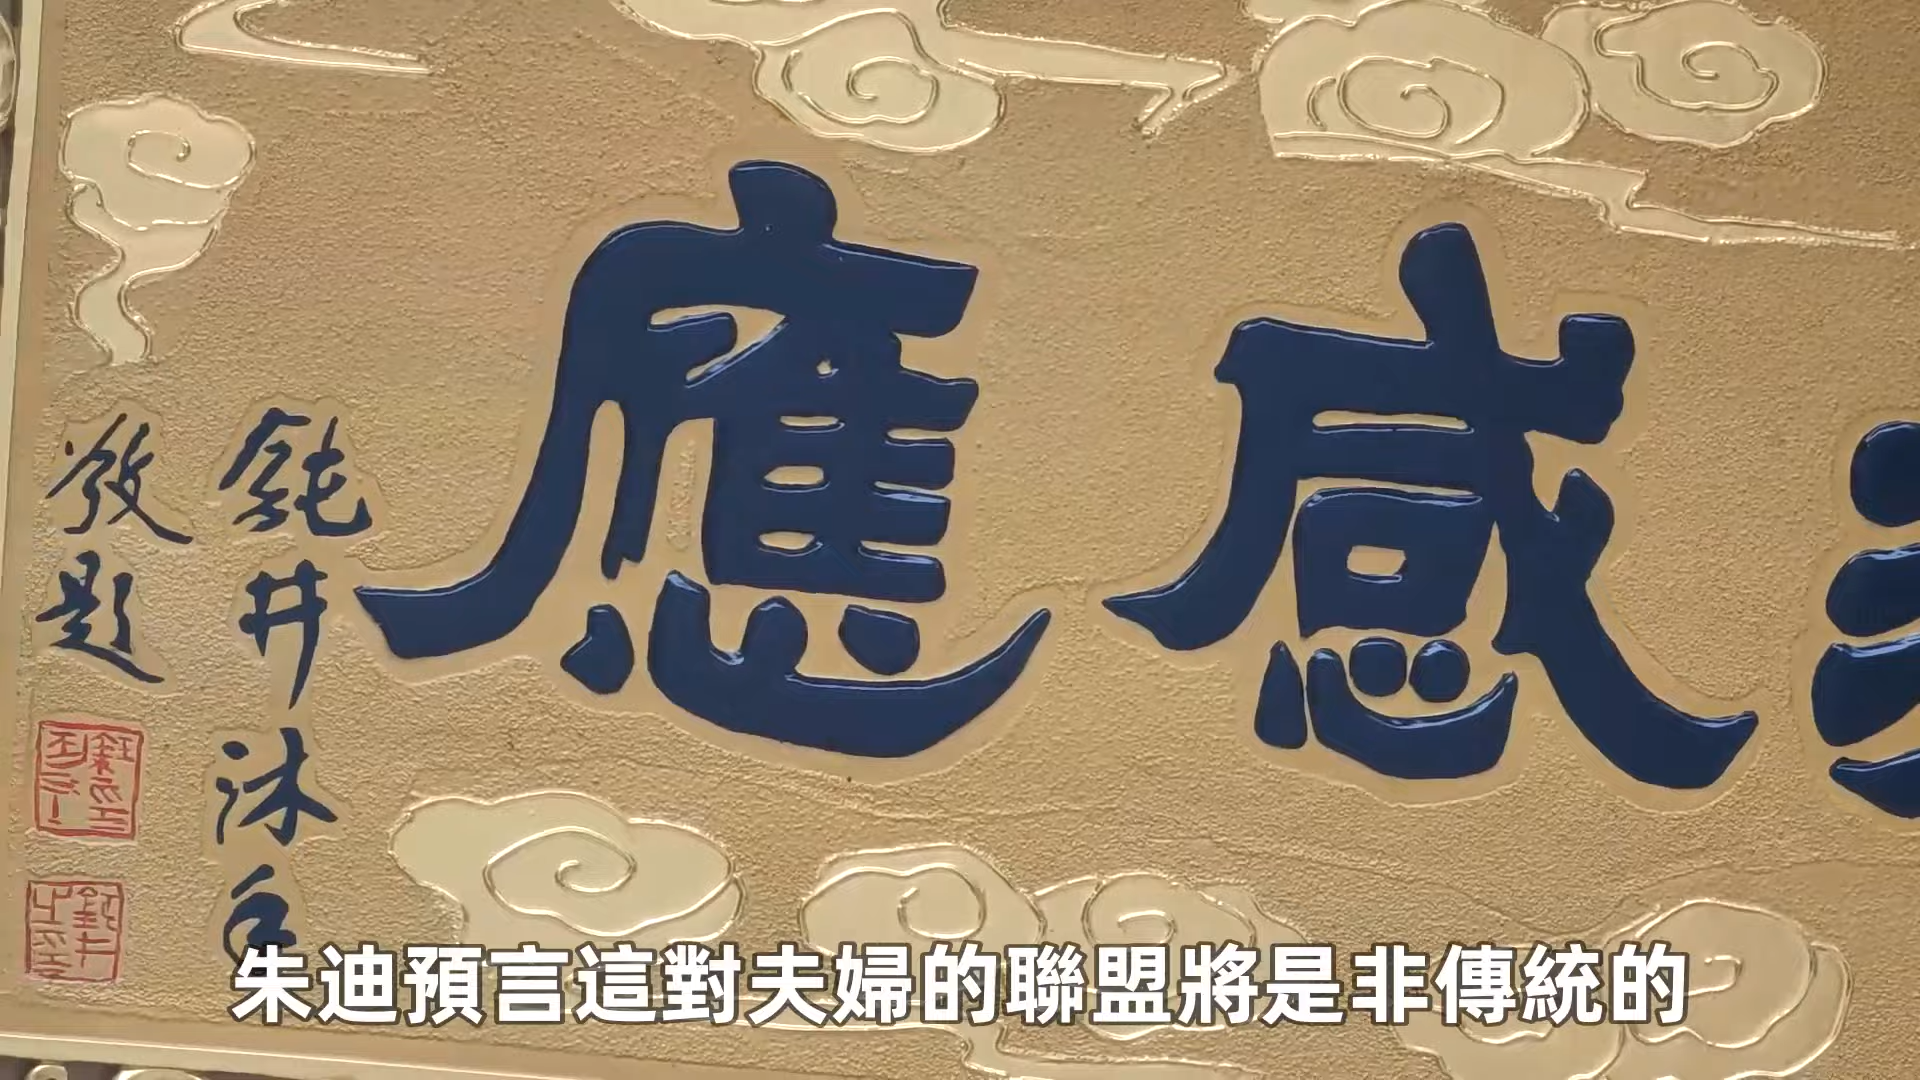 感應
鈍井沐手
敬題
朱迪預言這對夫婦的聯盟將是非傳統的